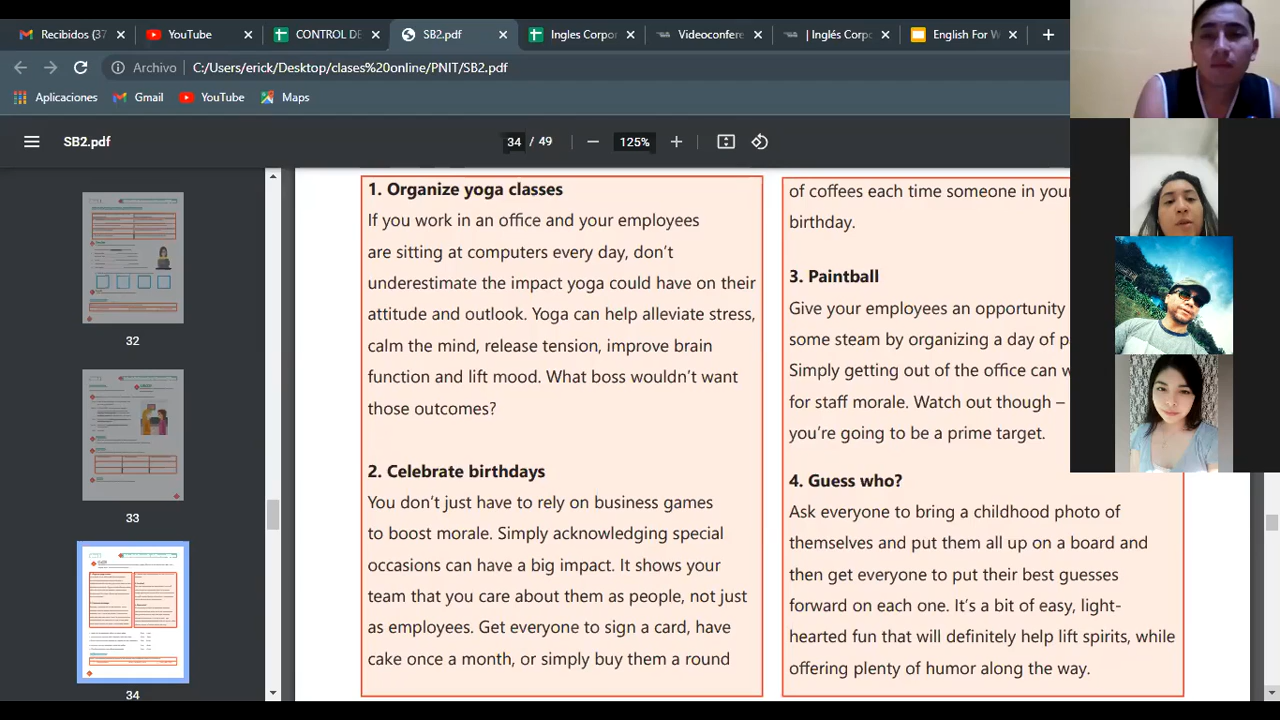 Recibidos (37
YouTube
CONTROL DE
SB2.pdf
Ingles Corpor
Videoconfere
| Inglés Corpo
English For W
Archivo
C:/Users/erick/Desktop/clases%20online/PNIT/SB2.pdf
Aplicaciones
Gmail
YouTube
Maps
SB2.pdf
34 / 49
125%
32
33
34
1. Organize yoga classes
If you work in an office and your employees
are sitting at computers every day, don’t
underestimate the impact yoga could have on their
attitude and outlook. Yoga can help alleviate stress,
calm the mind, release tension, improve brain
function and lift mood. What boss wouldn’t want
those outcomes?
2. Celebrate birthdays
You don’t just have to rely on business games
to boost morale. Simply acknowledging special
occasions can have a big impact. It shows your
team that you care about them as people, not just
as employees. Get everyone to sign a card, have
cake once a month, or simply buy them a round
of coffees each time someone in your
birthday.
3. Paintball
Give your employees an opportunity
some steam by organizing a day of p
Simply getting out of the office can w
for staff morale. Watch out though –
you’re going to be a prime target.
4. Guess who?
Ask everyone to bring a childhood photo of
themselves and put them all up on a board and
then get everyone to put their best guesses
forward on each one. It’s a bit of easy, light-
hearted fun that will definitely help lift spirits, while
offering plenty of humor along the way.